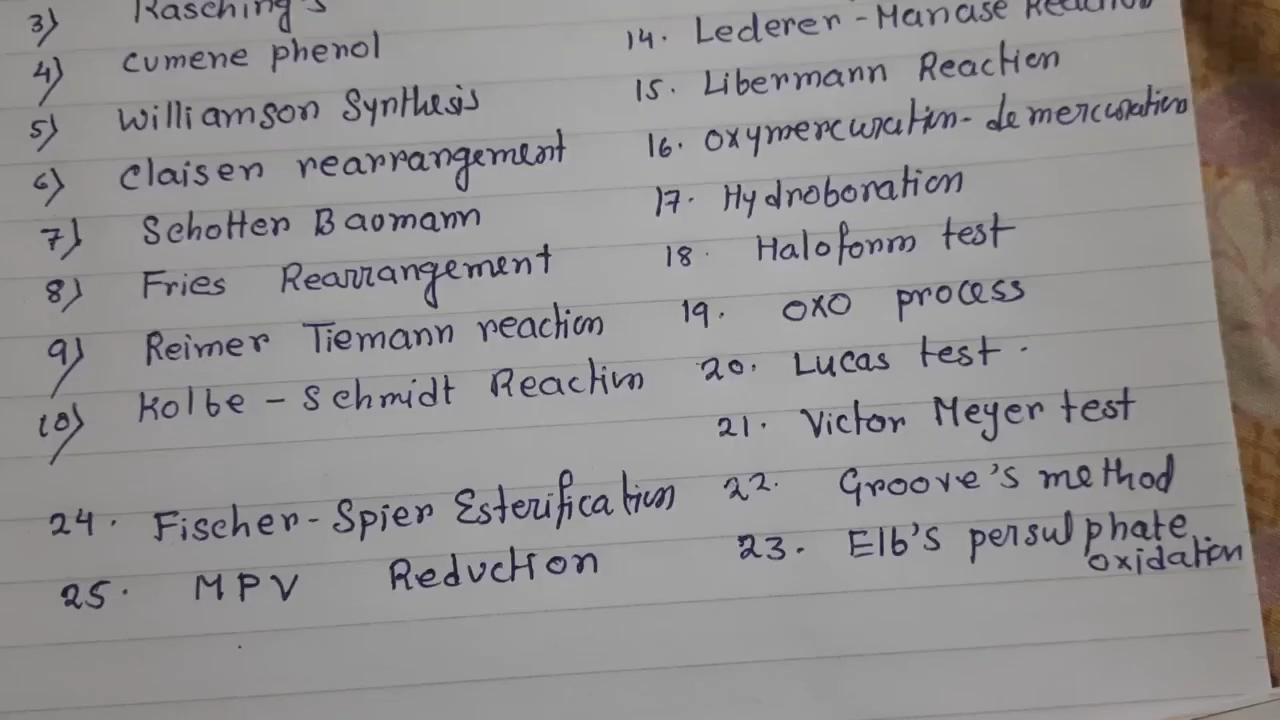 3) Rasching's
4) cumene phenol
5) Williamson Synthesis
6) Claisen rearrangement
7) Schotten Baomann
8) Fries Rearrangement
9) Reimer Tiemann reaction
10) Kolbe - Schmidt Reaction
24. Fischer-Spier Esterification
25. MPV Reduction
14. Lederer-Manase Reaction
15. Libermann Reaction
16. Oxymercuration-demercuration
17. Hydroboration
18. Haloform test
19. OXO process
20. Lucas test.
21. Victor Meyer test
22. Groove's method
23. Elb's persulphate
oxidation